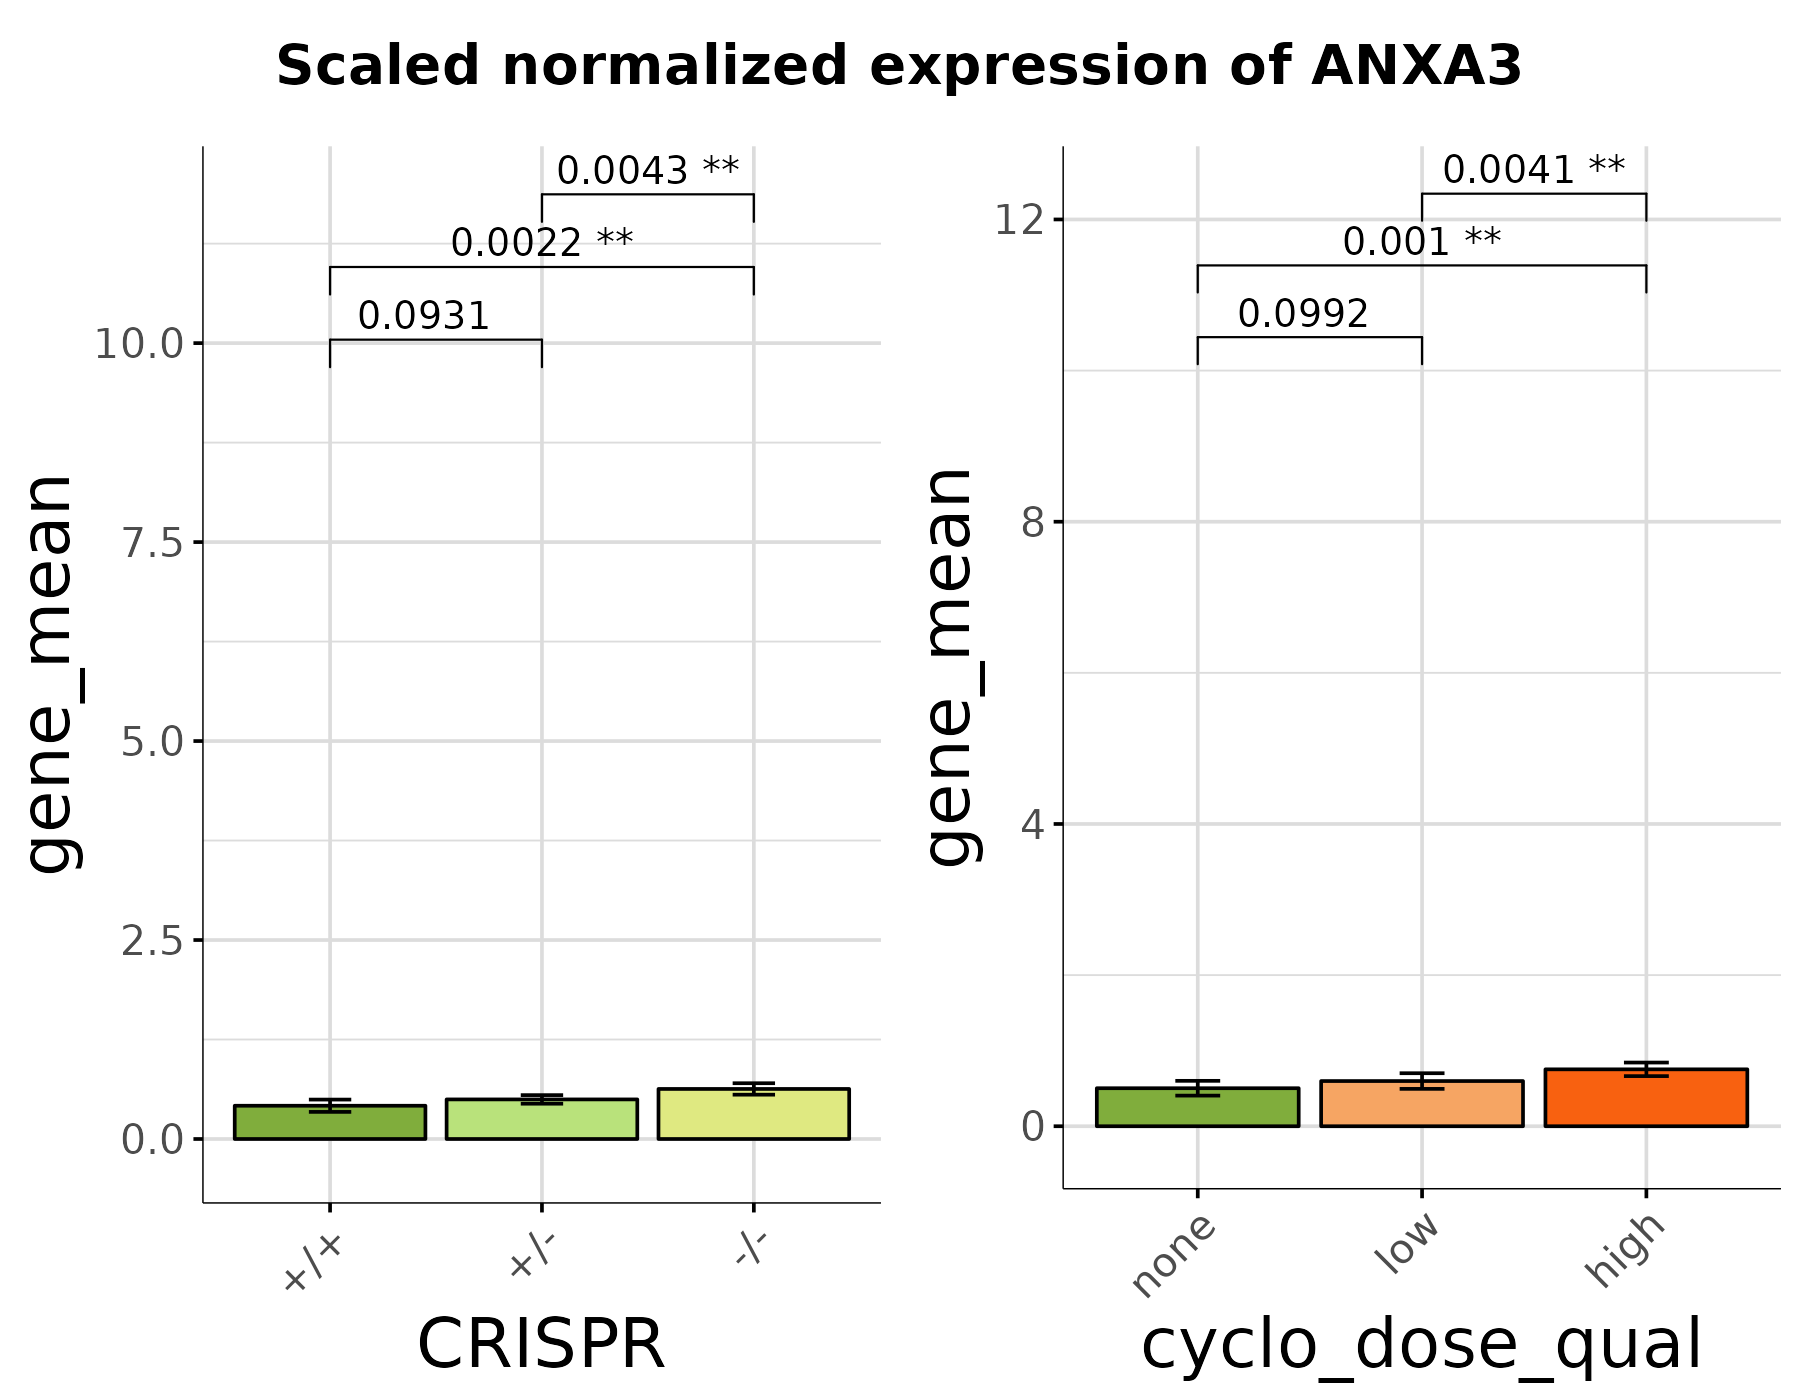 Scaled normalized expression of ANXA3
gene_mean
10.0
7.5
5.0
2.5
0.0
0.0043 **
0.0022 **
0.0931
+/+
+/-
-/-
CRISPR
gene_mean
12
8
4
0
0.0041 **
0.001 **
0.0992
none
low
high
cyclo_dose_qual